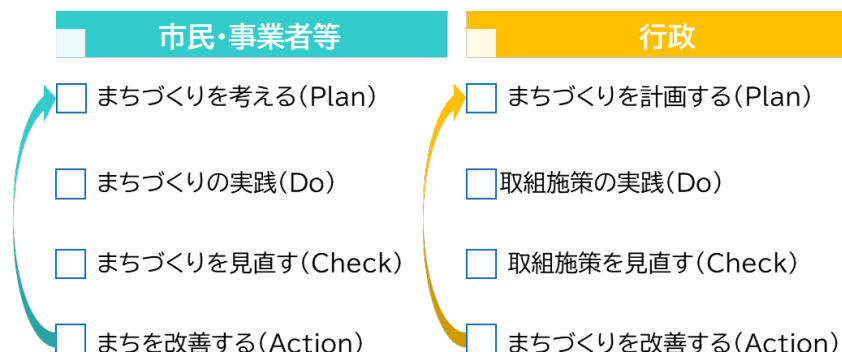 市民・事業者等
まちづくりを考える(Plan)
まちづくりの実践(Do)
まちづくりを見直す(Check)
まちを改善する(Action)
行政
まちづくりを計画する(Plan)
取組施策の実践(Do)
取組施策を見直す(Check)
まちづくりを改善する(Action)